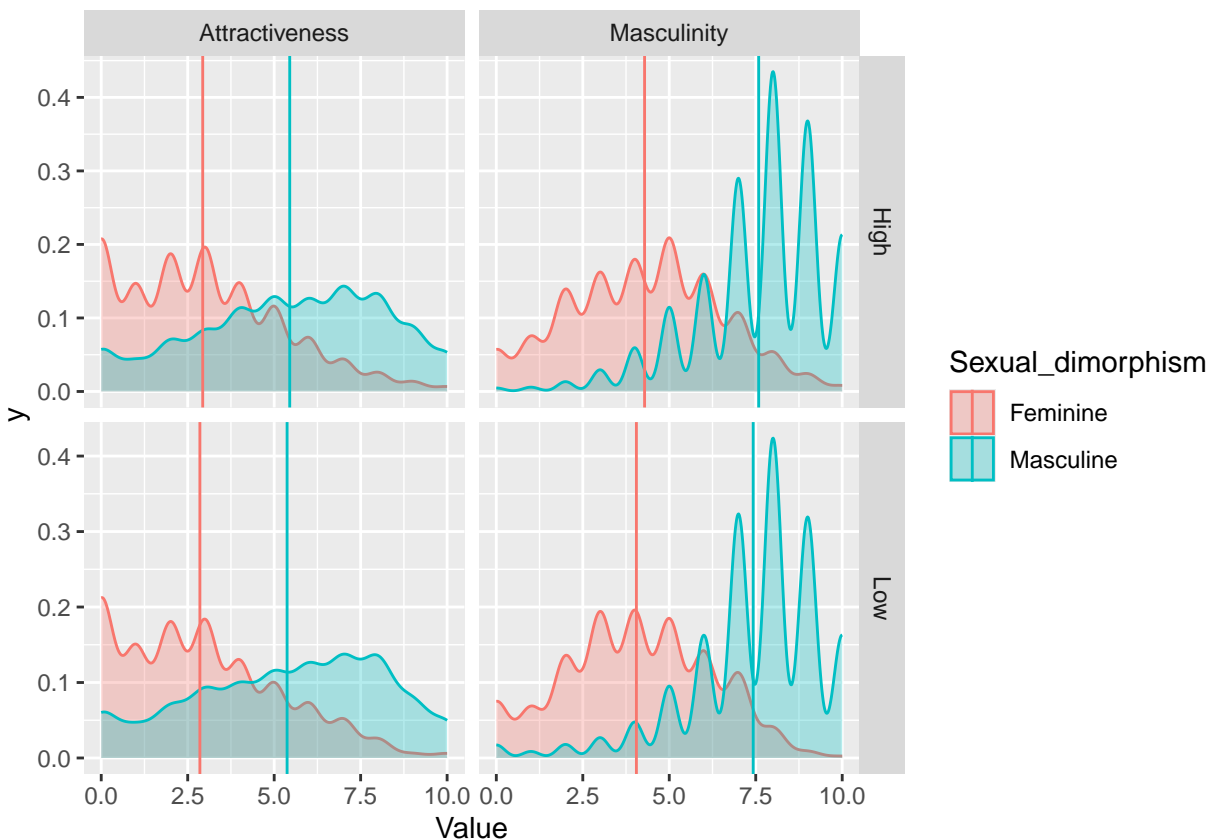 Attractiveness
Masculinity
0.4
0.3
0.2
0.1
0.0
High
0.4
0.3
0.2
0.1
0.0
Low
y
0.0 2.5 5.0 7.5 10.0 0.0 2.5 5.0 7.5 10.0
Value
Sexual_dimorphism
Feminine
Masculine